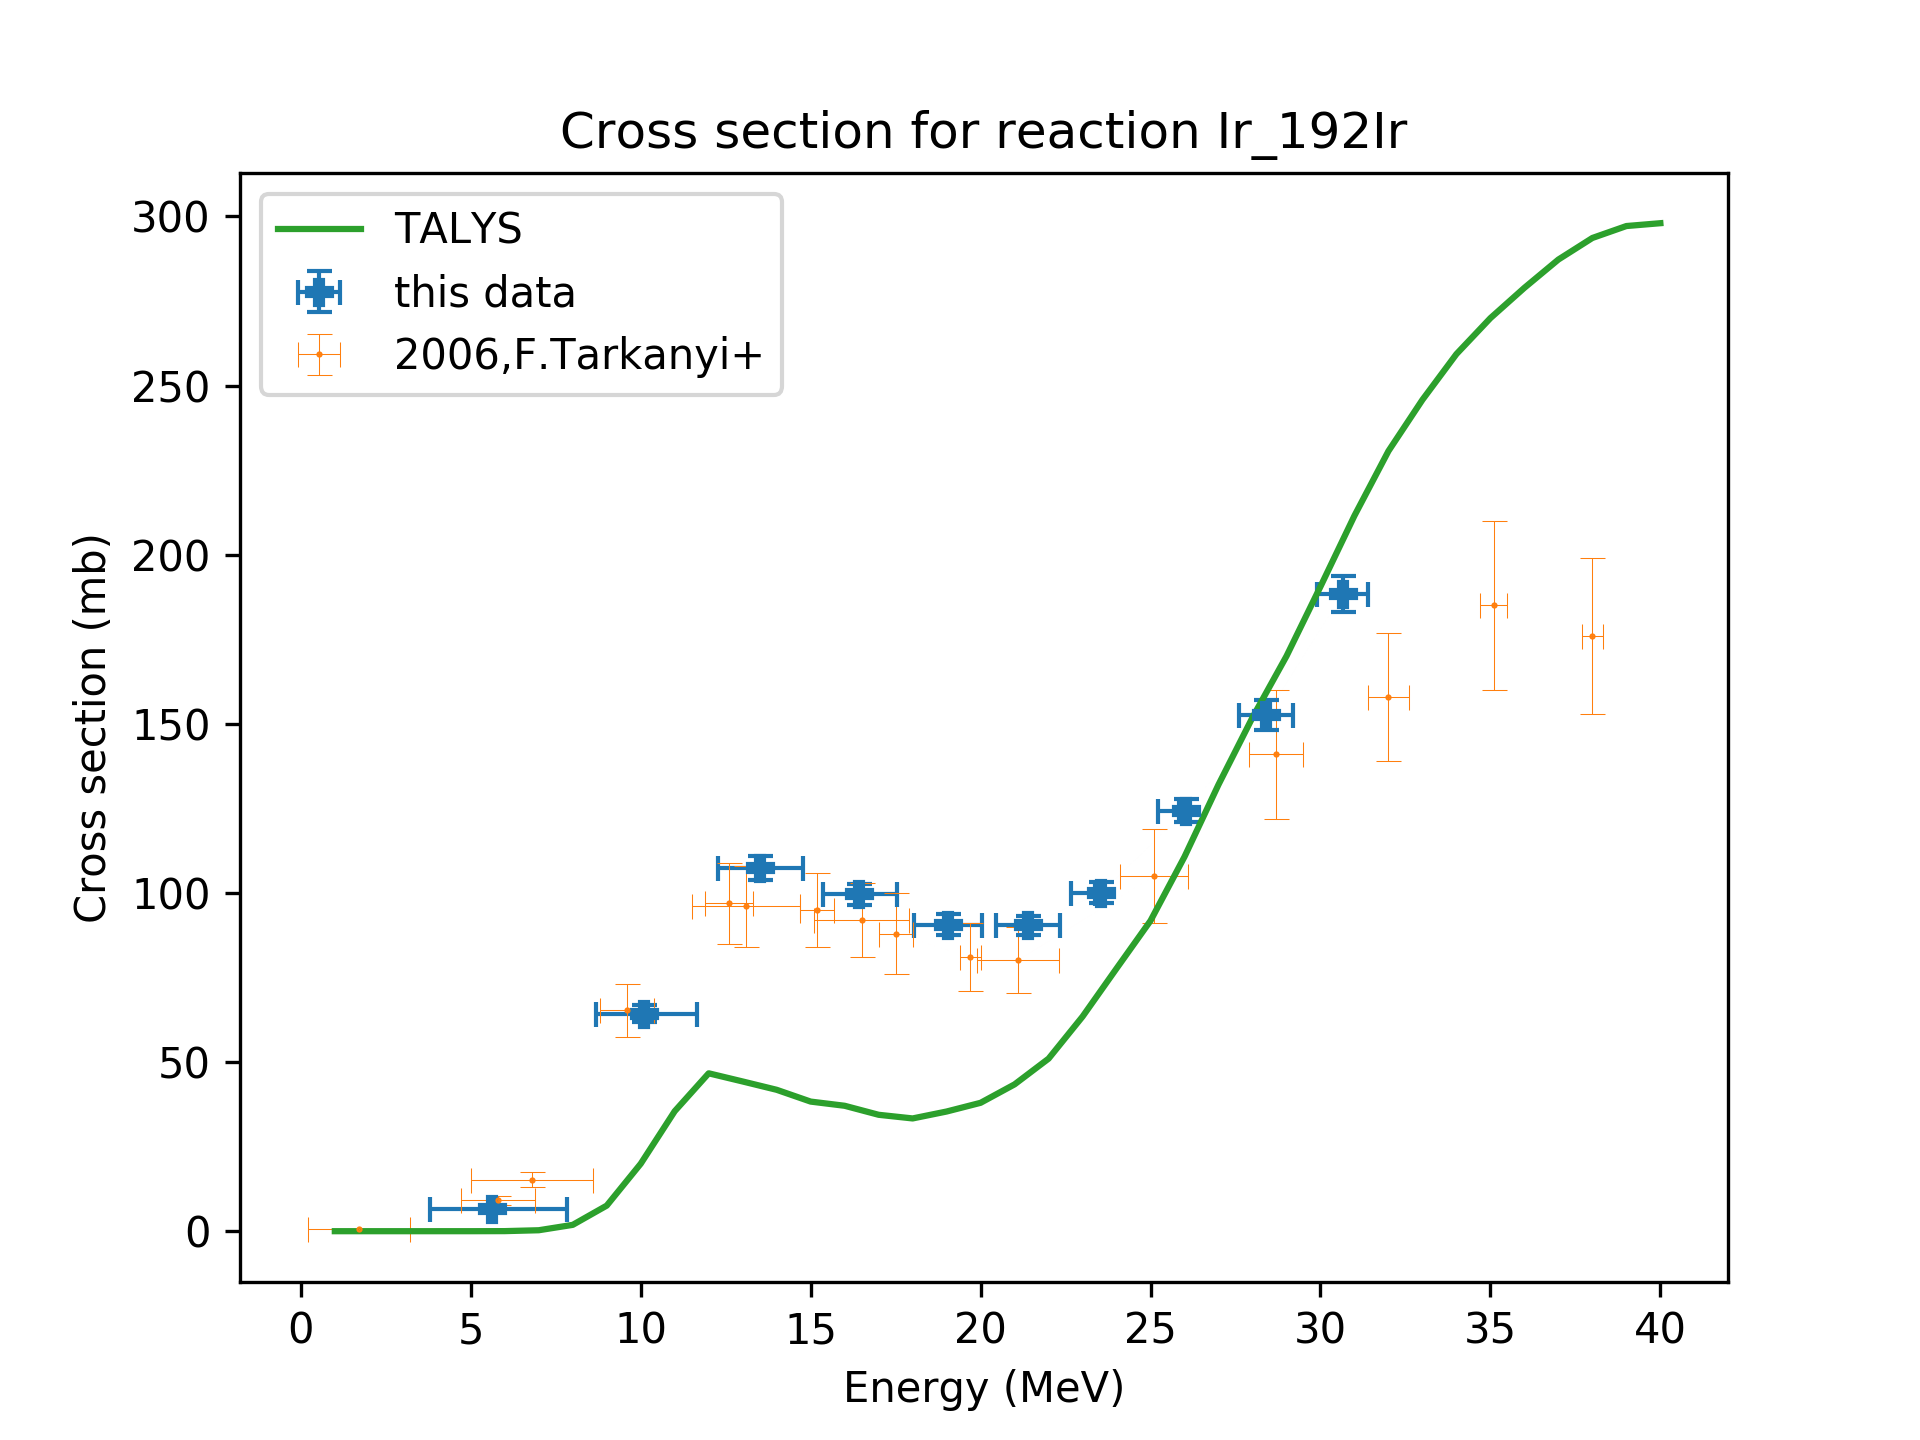 Cross section for reaction Ir_192Ir
TALYS
this data
2006,F.Tarkanyi+
Cross section (mb)
300
250
200
150
100
50
0
0 5 10 15 20 25 30 35 40
Energy (MeV)